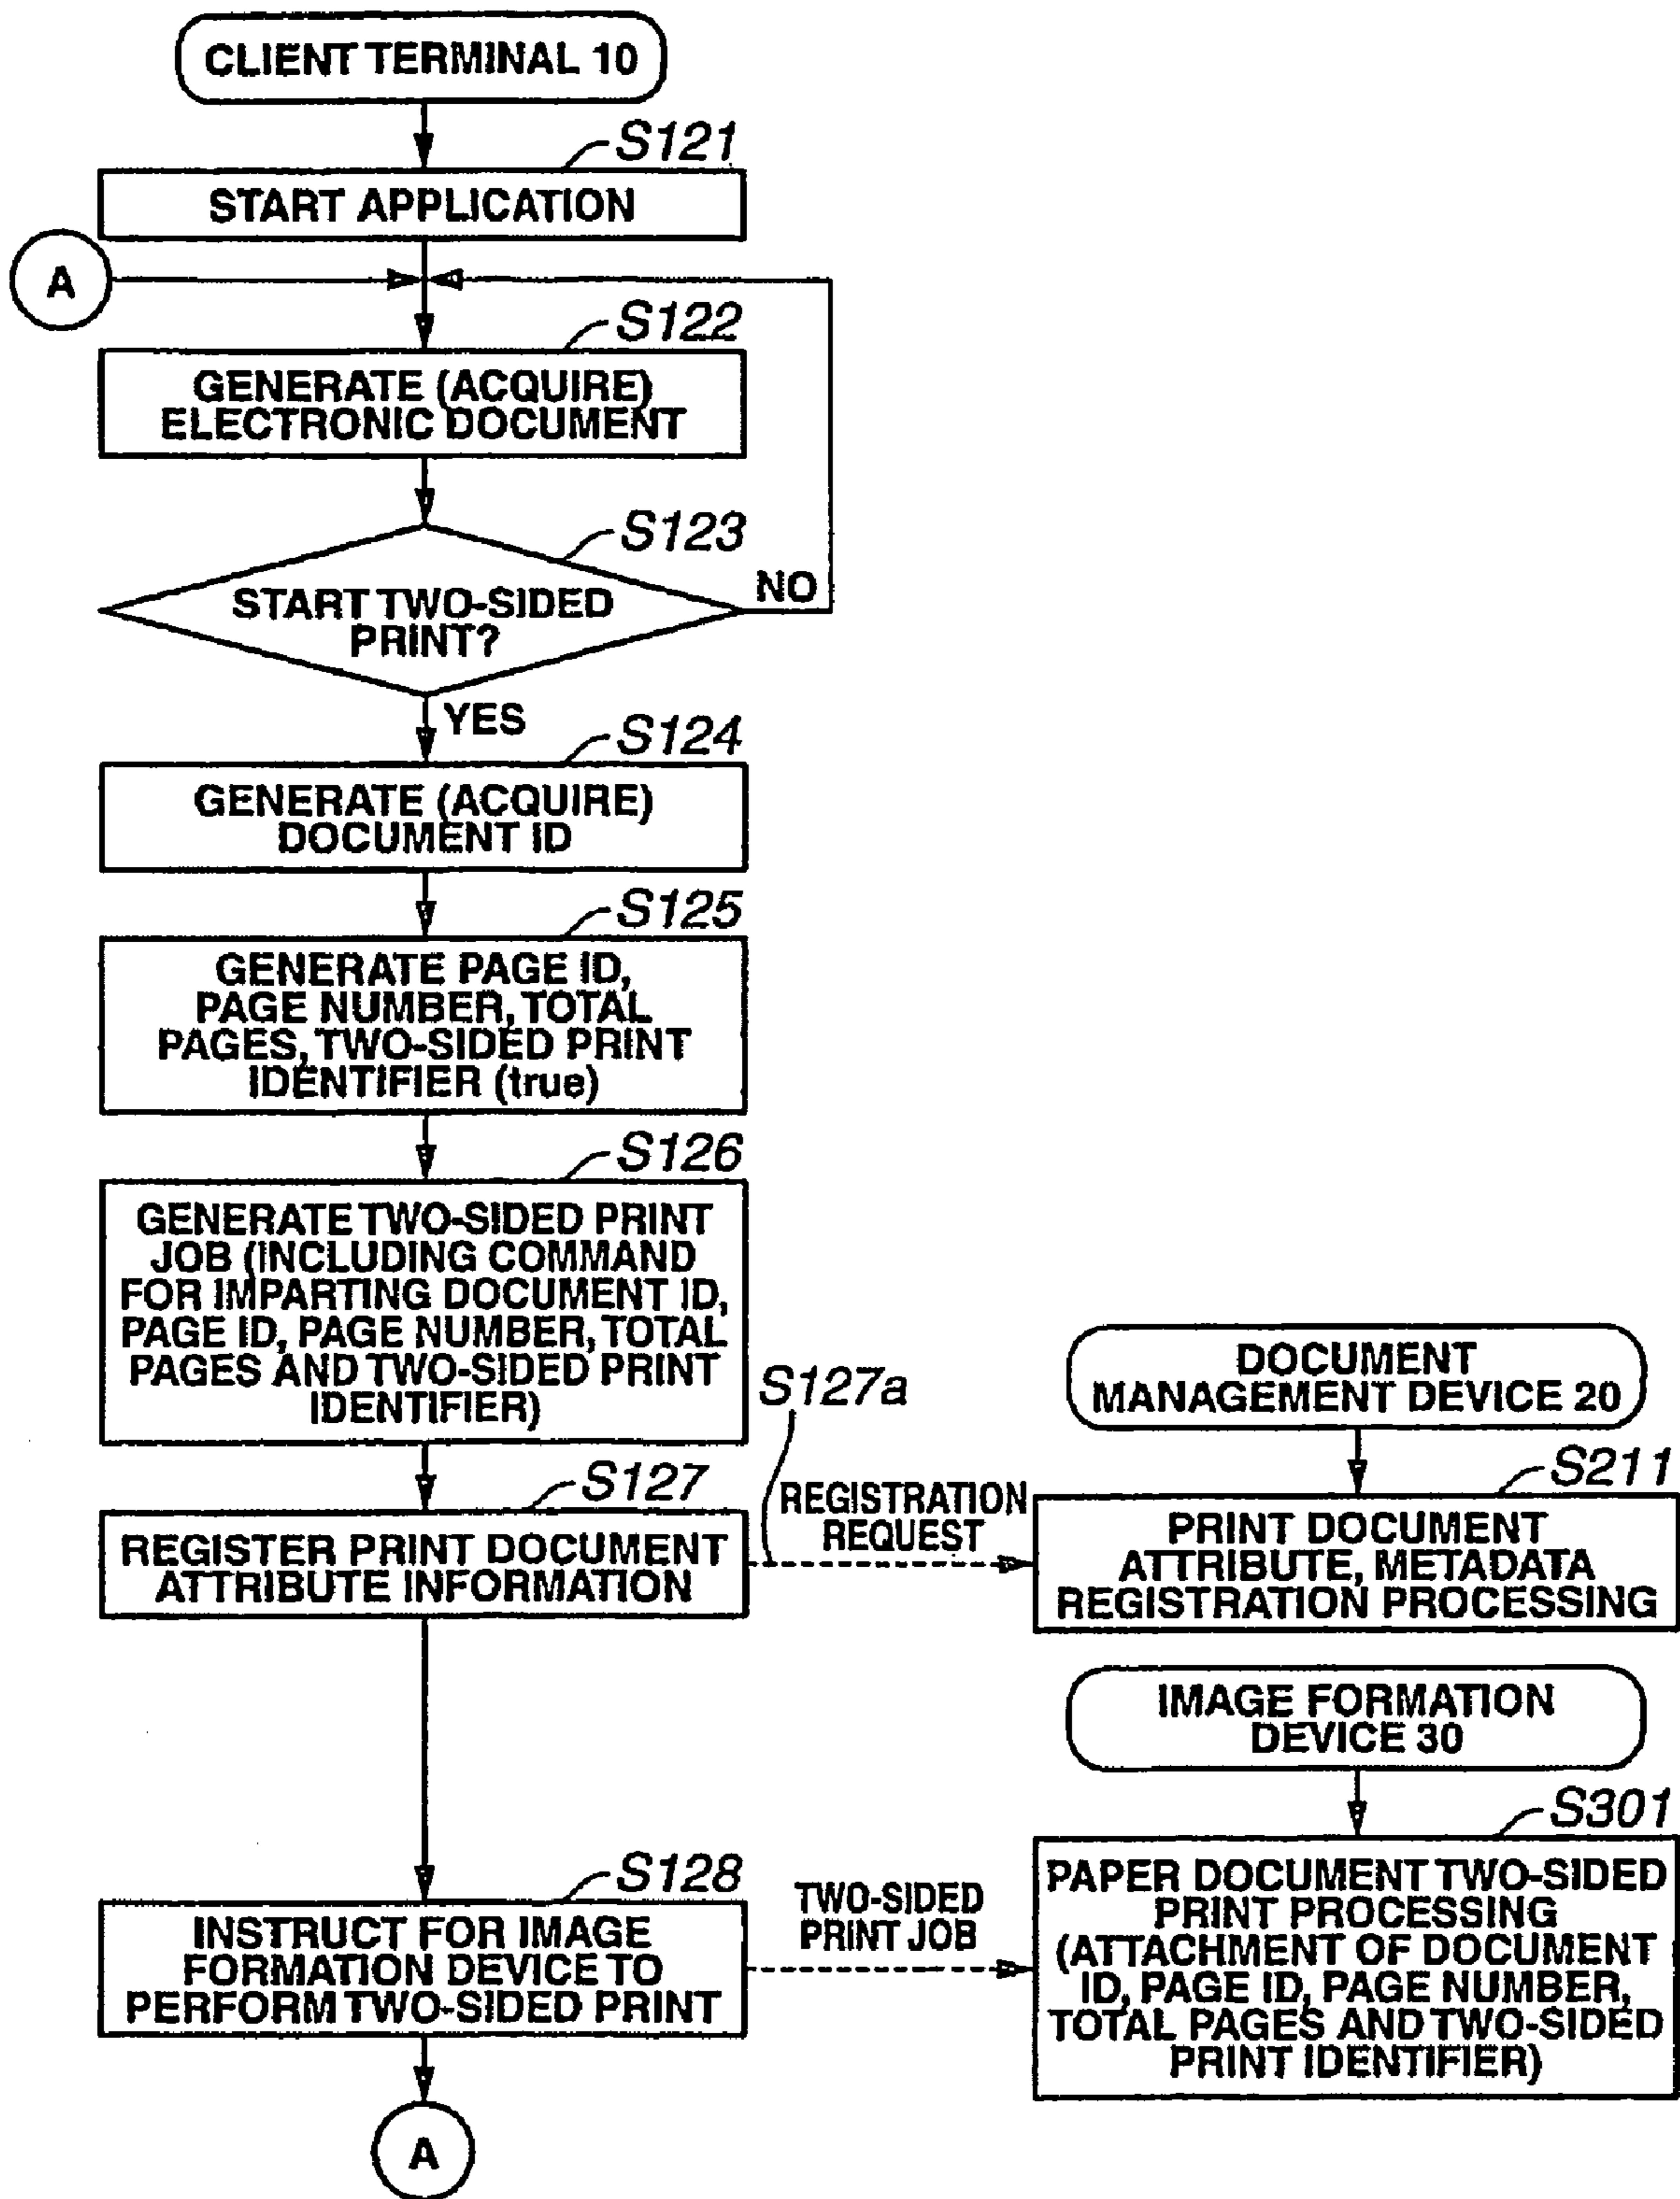 CLIENT TERMINAL 10
S121
START APPLICATION
A
S122
GENERATE (ACQUIRE)
ELECTRONIC DOCUMENT
S123
START TWO-SIDED
PRINT?
NO
YES
S124
GENERATE (ACQUIRE)
DOCUMENT ID
S125
GENERATE PAGE ID,
PAGE NUMBER, TOTAL
PAGES, TWO-SIDED PRINT
IDENTIFIER (true)
S126
GENERATE TWO-SIDED PRINT
JOB (INCLUDING COMMAND
FOR IMPARTING DOCUMENT ID,
PAGE ID, PAGE NUMBER, TOTAL
PAGES AND TWO-SIDED PRINT
IDENTIFIER)
S127a
DOCUMENT
MANAGEMENT DEVICE 20
S127
REGISTER PRINT DOCUMENT
ATTRIBUTE INFORMATION
REGISTRATION
REQUEST
S211
PRINT DOCUMENT
ATTRIBUTE, METADATA
REGISTRATION PROCESSING
IMAGE FORMATION
DEVICE 30
S128
INSTRUCT FOR IMAGE
FORMATION DEVICE TO
PERFORM TWO-SIDED PRINT
TWO-SIDED
PRINT JOB
S301
PAPER DOCUMENT TWO-SIDED
PRINT PROCESSING
(ATTACHMENT OF DOCUMENT
ID, PAGE ID, PAGE NUMBER,
TOTAL PAGES AND TWO-SIDED
PRINT IDENTIFIER)
A